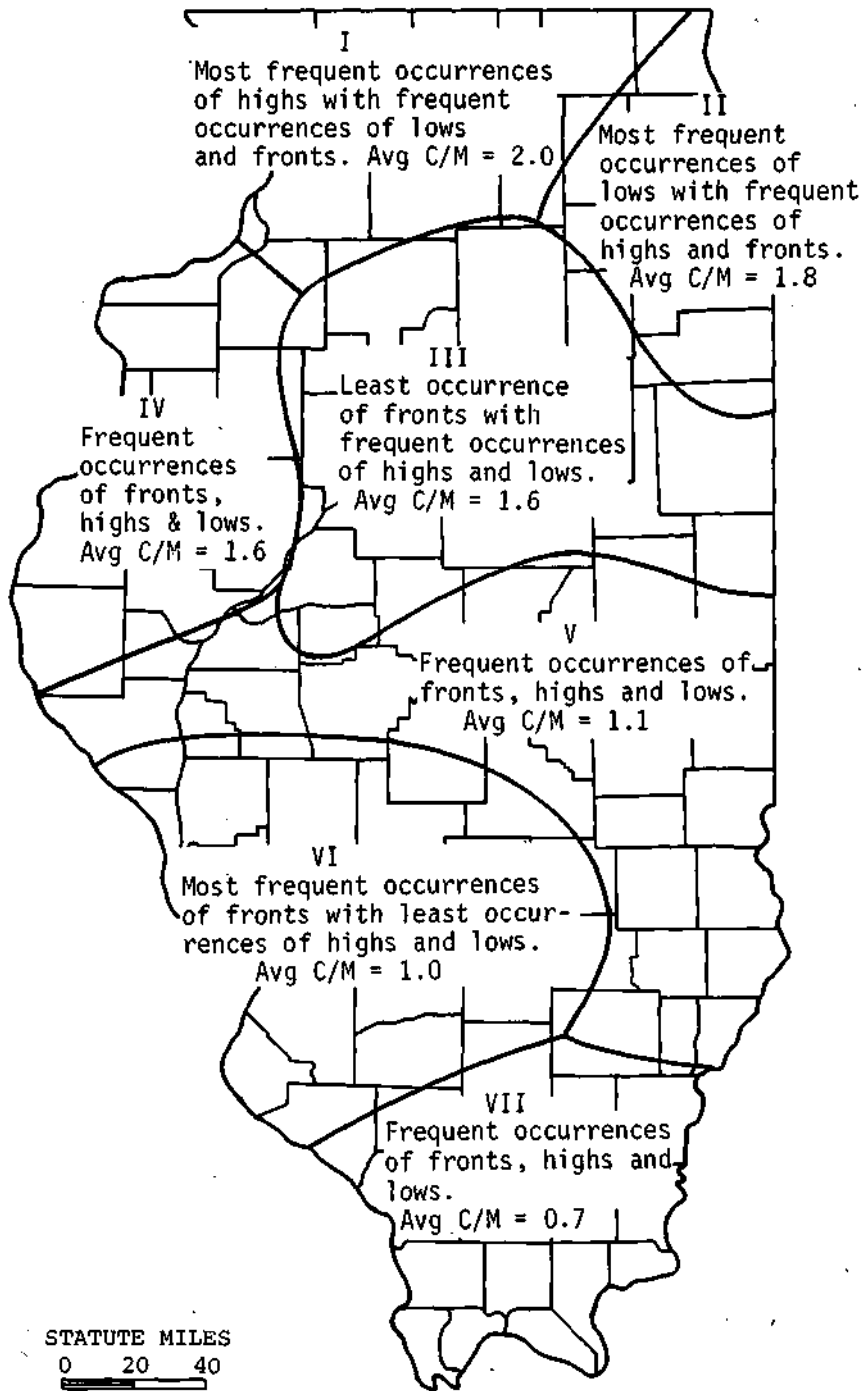 I
Most frequent occurrences
of highs with frequent
occurrences of lows
and fronts. Avg C/M = 2.0
II
Most frequent
occurrences of
lows with frequent
occurrences of
highs and fronts.
Avg C/M = 1.8
III
Least occurrence
of fronts with
frequent occurrences
of highs and lows.
Avg C/M = 1.6
IV
Frequent
occurrences
of fronts,
highs & lows.
Avg C/M = 1.6
V
Frequent occurrences of
fronts, highs and lows.
Avg C/M = 1.1
VI
Most frequent occurrences
of fronts with least occur-
rences of highs and lows.
Avg C/M = 1.0
VII
Frequent occurrences
of fronts, highs and
lows.
Avg C/M = 0.7
STATUTE MILES
0 20 40